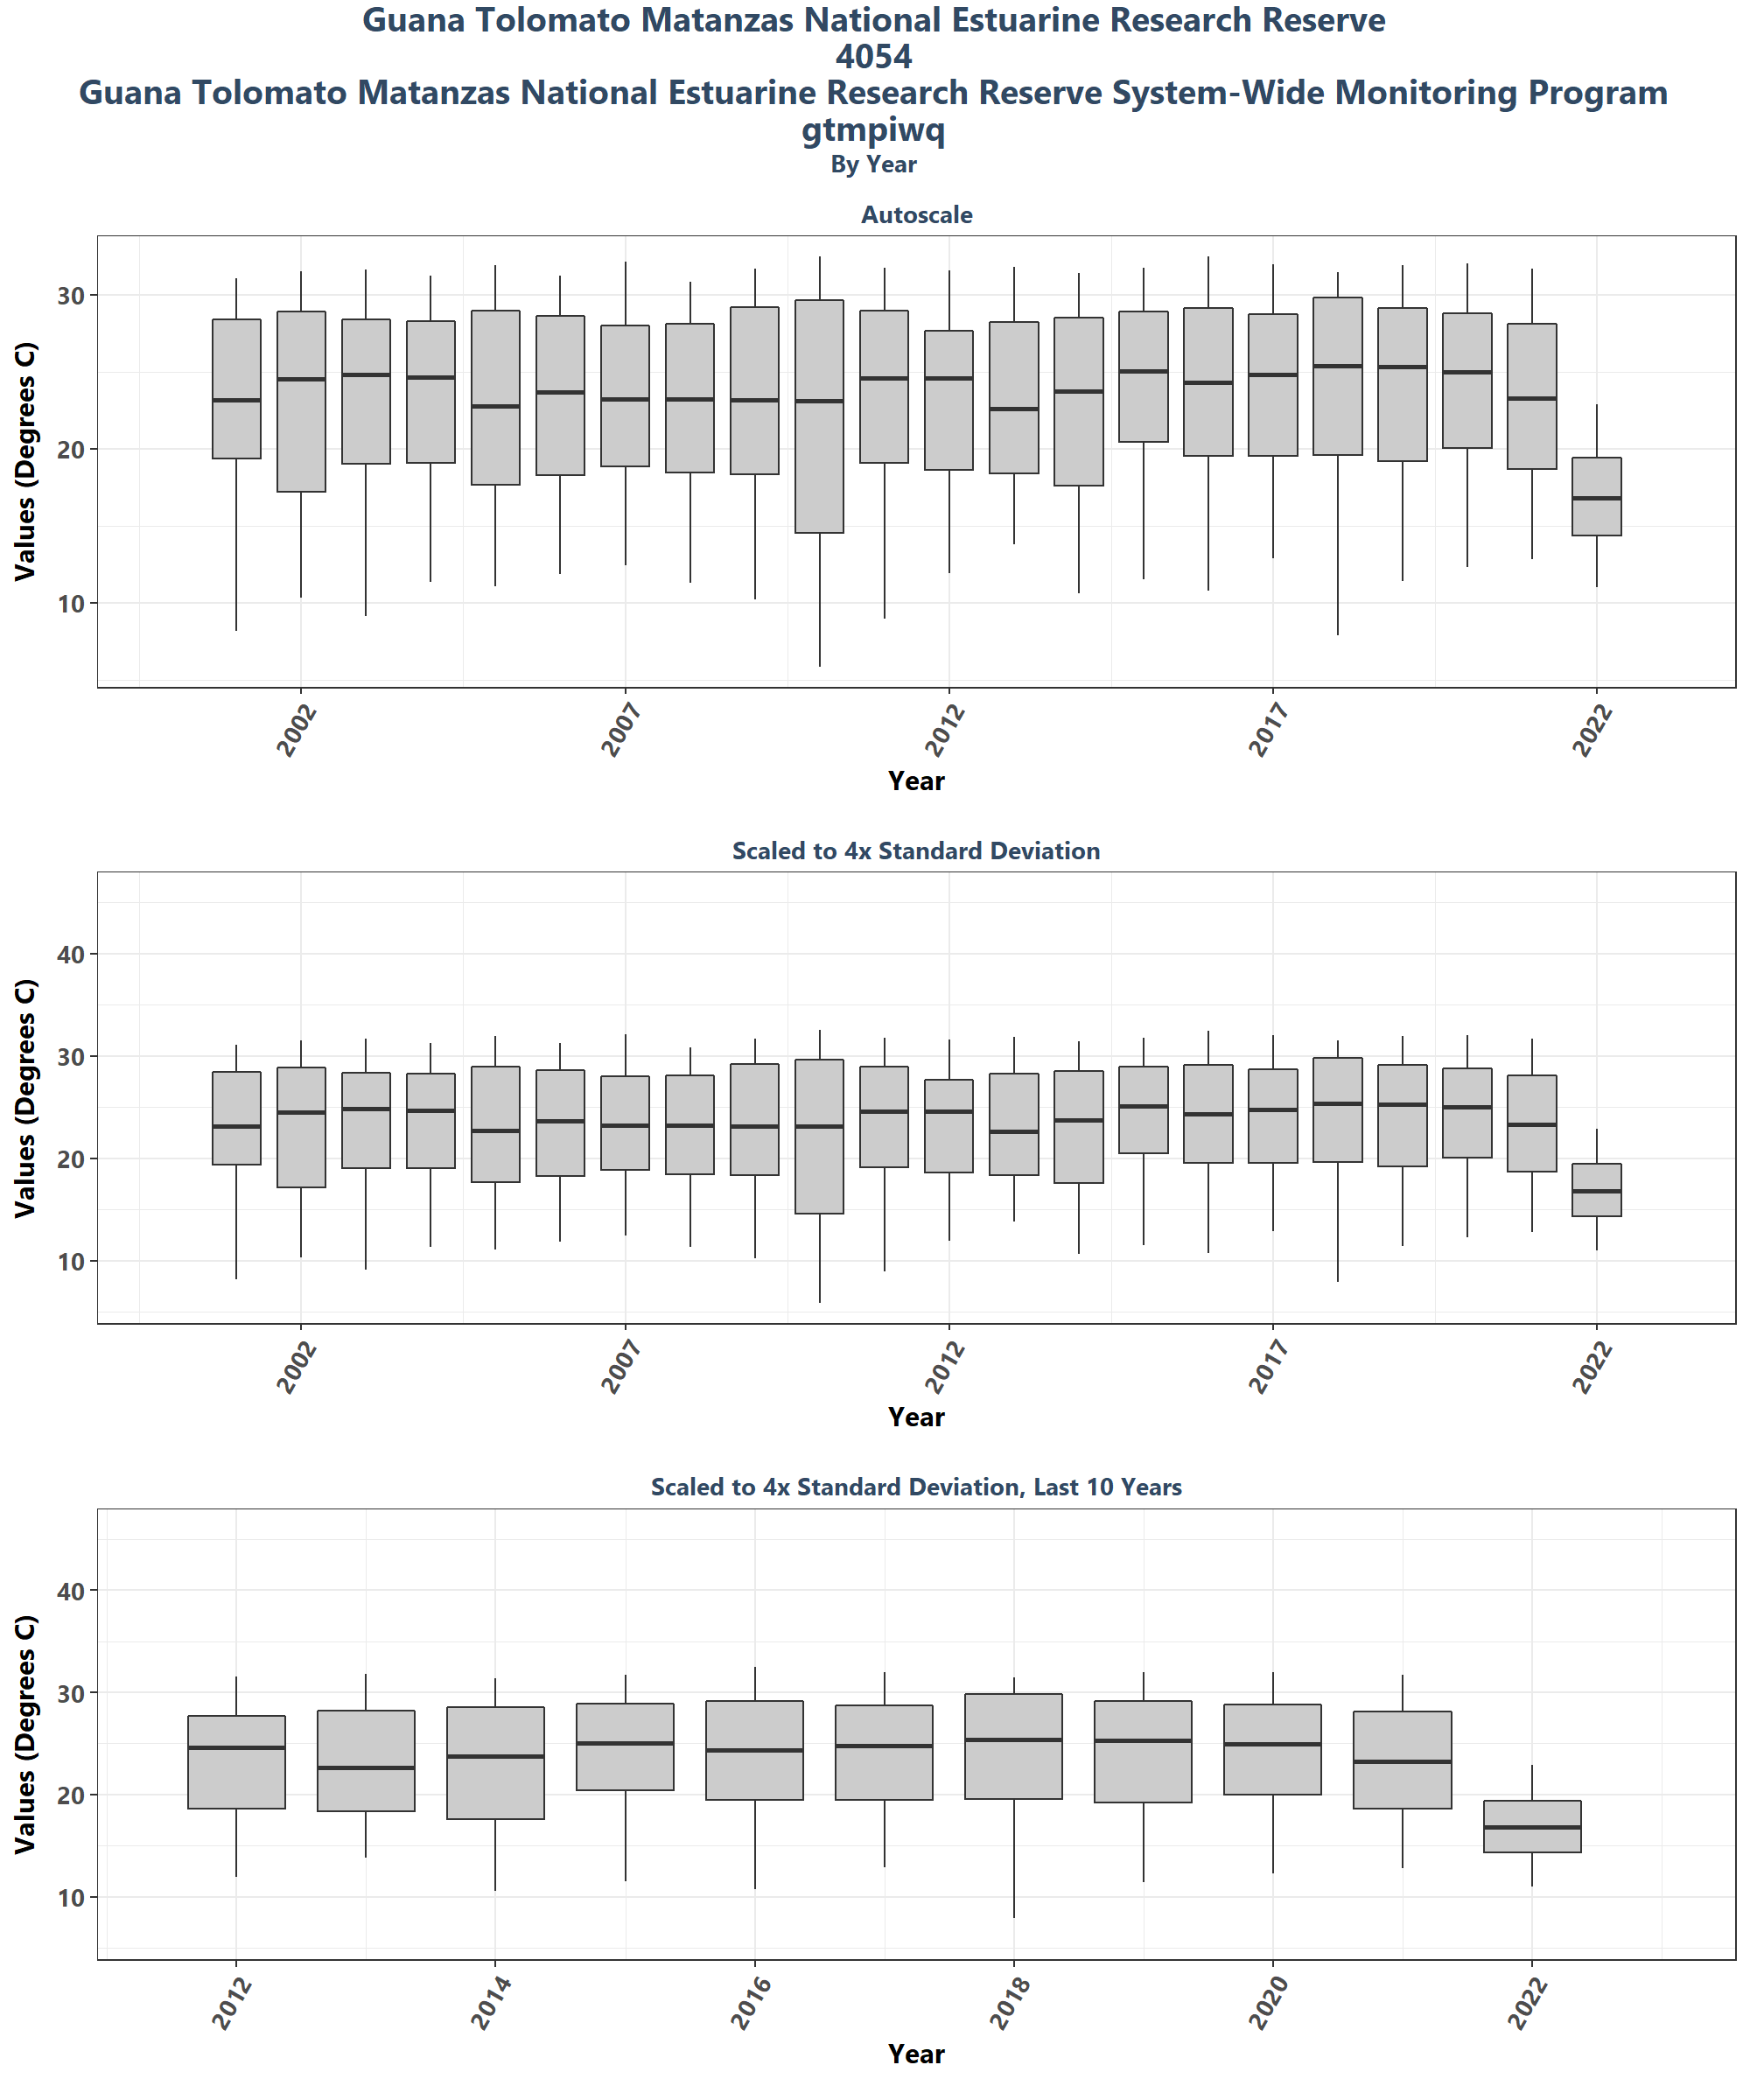 Guana Tolomato Matanzas National Estuarine Research Reserve
4054
Guana Tolomato Matanzas National Estuarine Research Reserve System-Wide Monitoring Program
gtmpiwq
By Year
Autoscale
Values (Degrees C)
30
20
10
2002
2007
2012
2017
2022
Year
Scaled to 4x Standard Deviation
Values (Degrees C)
40
30
20
10
2002
2007
2012
2017
2022
Year
Scaled to 4x Standard Deviation, Last 10 Years
Values (Degrees C)
40
30
20
10
2012
2014
2016
2018
2020
2022
Year